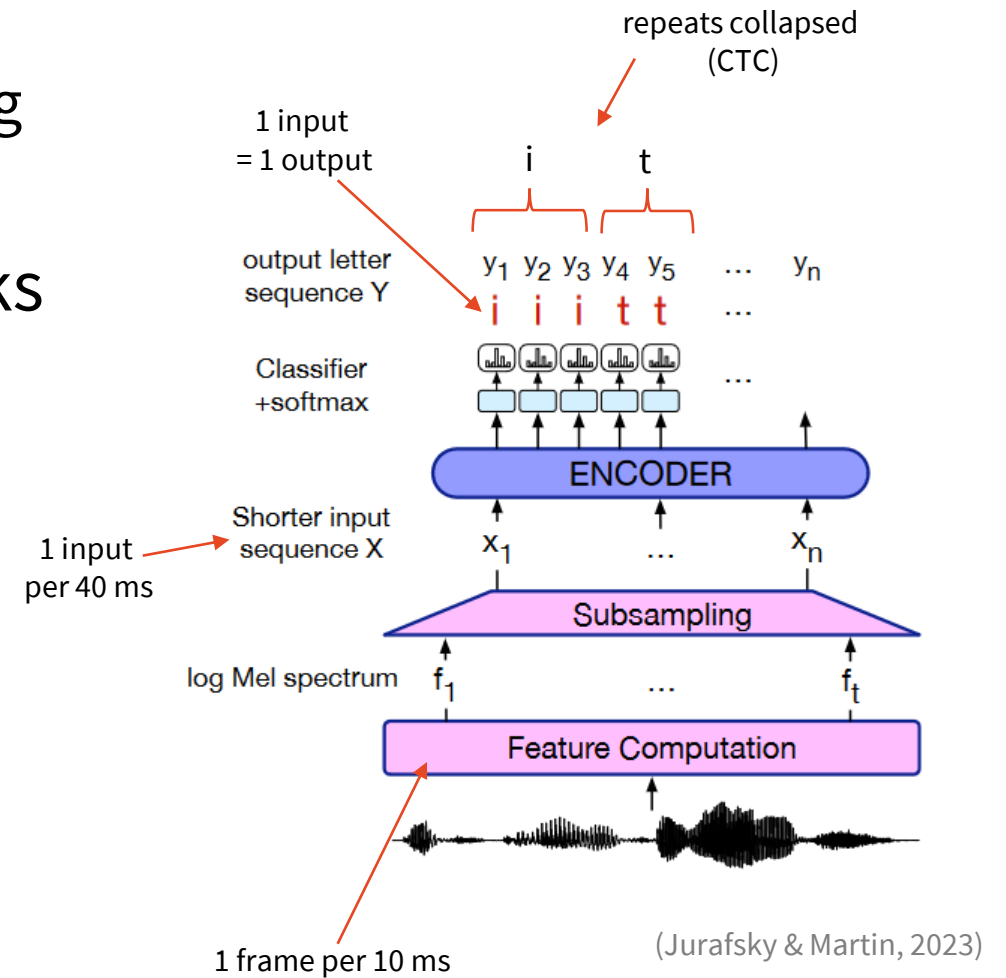 repeats collapsed
(CTC)
g
1 input
= 1 output
i t
ks
output letter
sequence Y
y1 y2 y3 y4 y5 ... yn
i i i t t ...
Classifier
+softmax
...
ENCODER
Shorter input
sequence X
x1 ... xn
1 input
per 40 ms
Subsampling
log Mel spectrum f1 ... ft
Feature Computation
1 frame per 10 ms
(Jurafsky & Martin, 2023)